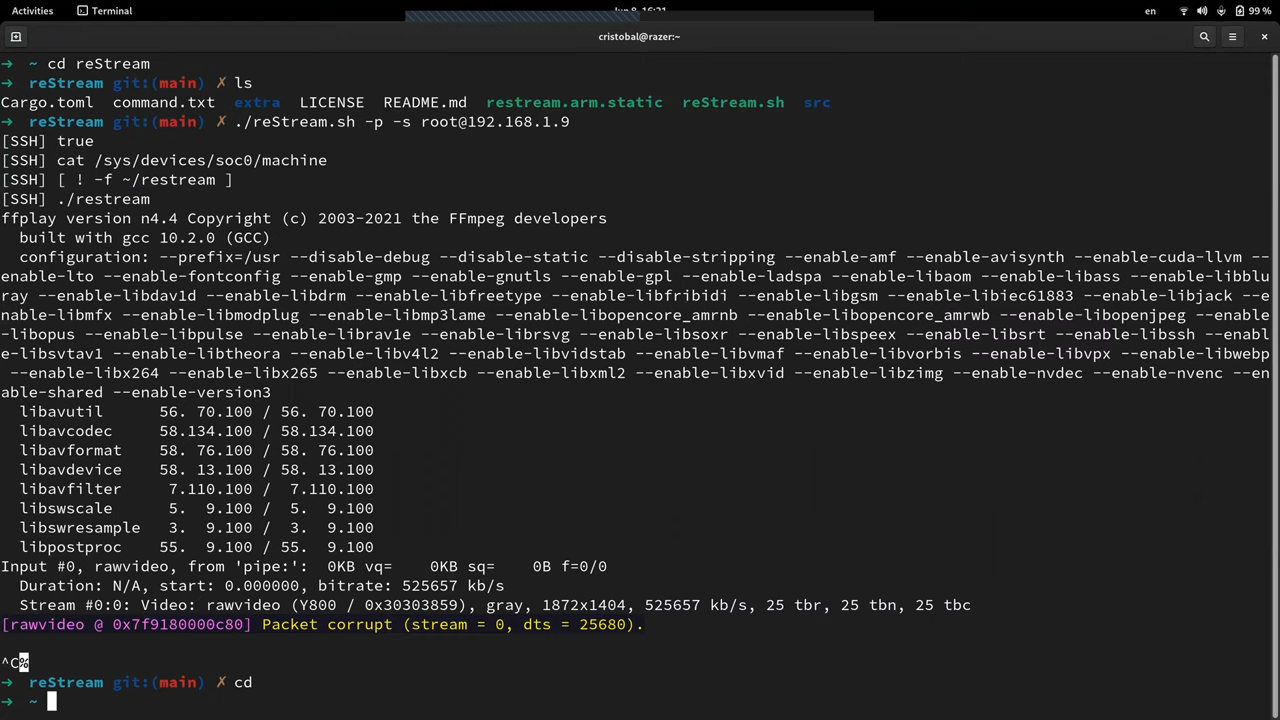 Activities Terminal Jun 8 16:21 en 99 %
cristobal@razer:~
→ ~ cd reStream
→ reStream git:(main) ✗ ls
Cargo.toml command.txt extra LICENSE README.md restream.arm.static reStream.sh src
→ reStream git:(main) ✗ ./reStream.sh -p -s root@192.168.1.9
[SSH] true
[SSH] cat /sys/devices/soc0/machine
[SSH] [ ! -f ~/restream ]
[SSH] ./restream
ffplay version n4.4 Copyright (c) 2003-2021 the FFmpeg developers
built with gcc 10.2.0 (GCC)
configuration: --prefix=/usr --disable-debug --disable-static --disable-stripping --enable-amf --enable-avisynth --enable-cuda-llvm --
enable-lto --enable-fontconfig --enable-gmp --enable-gnutls --enable-gpl --enable-ladspa --enable-libaom --enable-libass --enable-libblu
ray --enable-libdav1d --enable-libdrm --enable-libfreetype --enable-libfribidi --enable-libgsm --enable-libiec61883 --enable-libjack --e
nable-libmfx --enable-libmodplug --enable-libmp3lame --enable-libopencore_amrnb --enable-libopencore_amrwb --enable-libopenjpeg --enable
-libopus --enable-libpulse --enable-librav1e --enable-librsvg --enable-libsoxr --enable-libspeex --enable-libsrt --enable-libssh --enabl
e-libsvtav1 --enable-libtheora --enable-libv4l2 --enable-libvidstab --enable-libvmaf --enable-libvorbis --enable-libvpx --enable-libwebp
--enable-libx264 --enable-libx265 --enable-libxcb --enable-libxml2 --enable-libxvid --enable-libzimg --enable-nvdec --enable-nvenc --en
able-shared --enable-version3
libavutil 56. 70.100 / 56. 70.100
libavcodec 58.134.100 / 58.134.100
libavformat 58. 76.100 / 58. 76.100
libavdevice 58. 13.100 / 58. 13.100
libavfilter 7.110.100 / 7.110.100
libswscale 5. 9.100 / 5. 9.100
libswresample 3. 9.100 / 3. 9.100
libpostproc 55. 9.100 / 55. 9.100
Input #0, rawvideo, from 'pipe:': 0KB vq= 0KB sq= 0B f=0/0
Duration: N/A, start: 0.000000, bitrate: 525657 kb/s
Stream #0:0: Video: rawvideo (Y800 / 0x30303859), gray, 1872x1404, 525657 kb/s, 25 tbr, 25 tbn, 25 tbc
[rawvideo @ 0x7f9180000c80] Packet corrupt (stream = 0, dts = 25680).
^C%
→ reStream git:(main) ✗ cd
→ ~